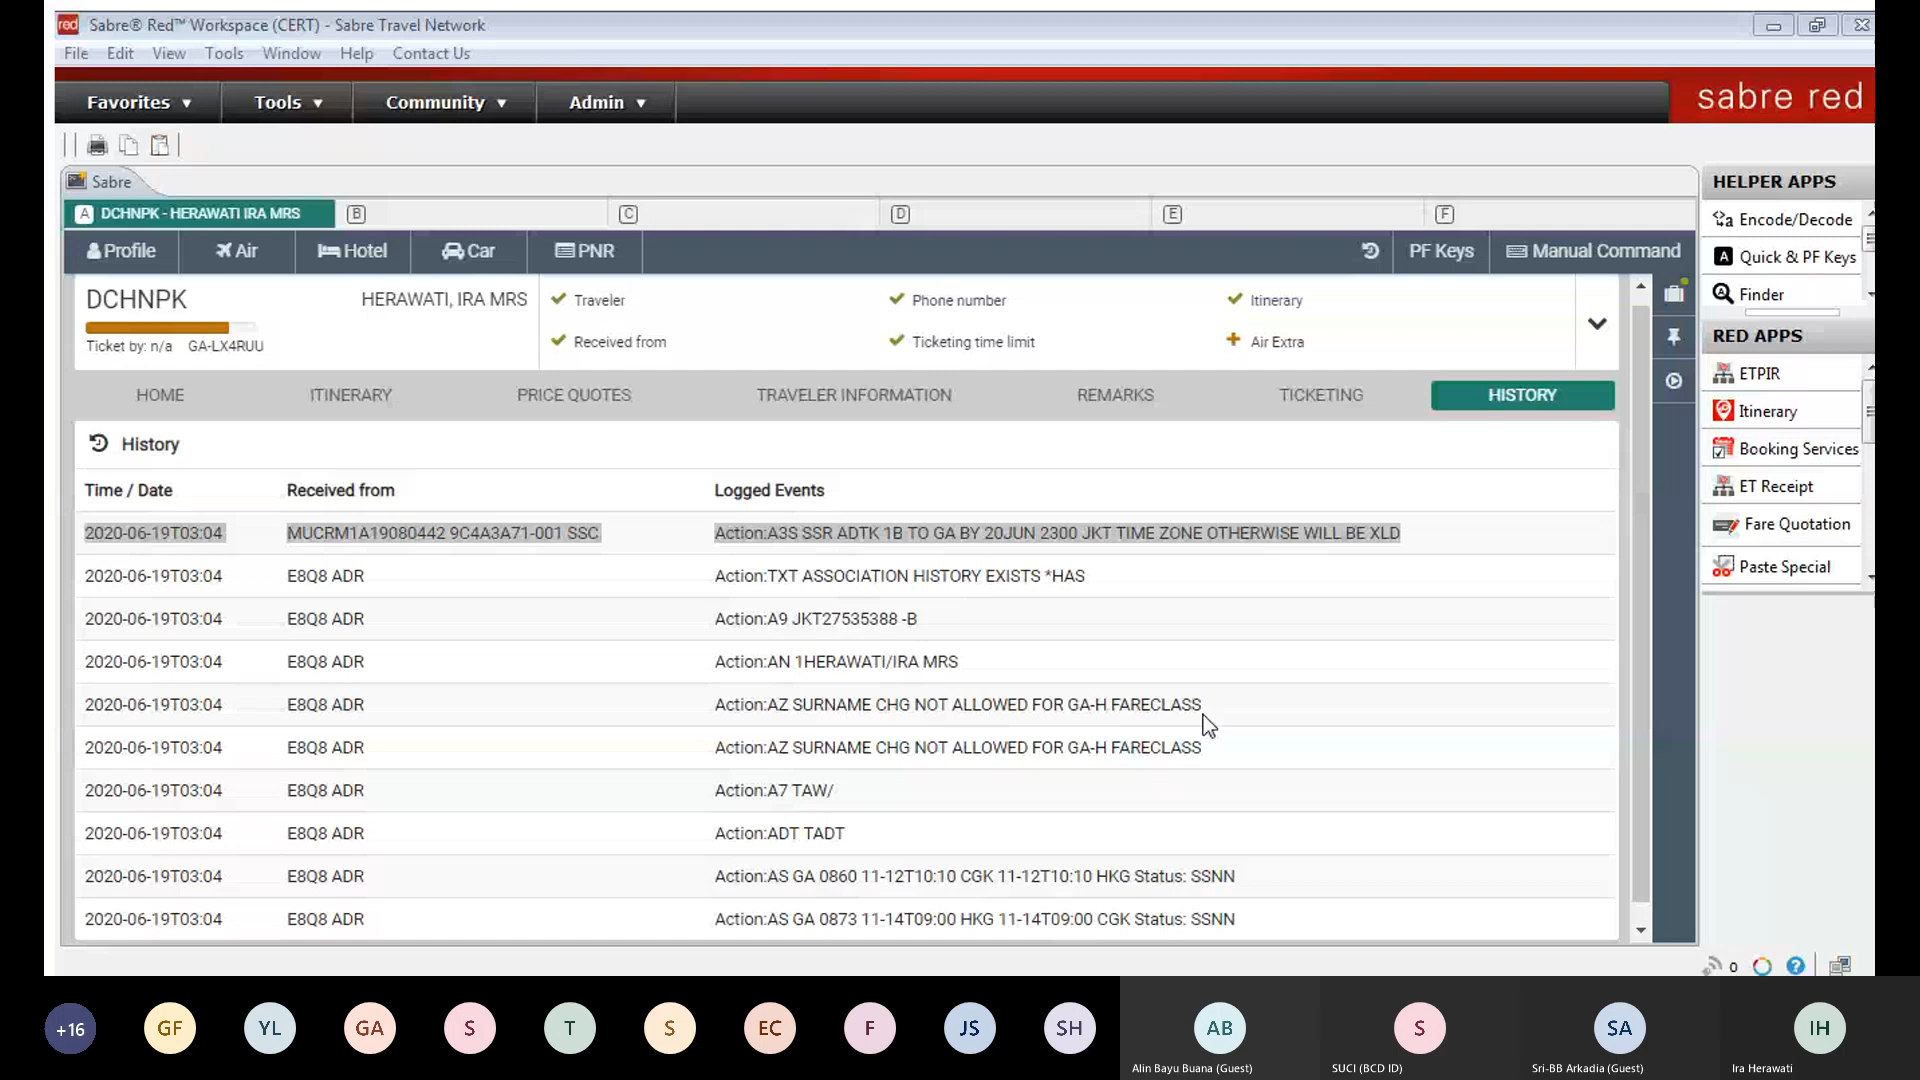 red Sabre® Red™ Workspace (CERT) - Sabre Travel Network
File Edit View Tools Window Help Contact Us
Favorites ▼ Tools ▼ Community ▼ Admin ▼ sabre red
Sabre
A DCHNPK - HERAWATI IRA MRS B C D E F
Profile Air Hotel Car PNR PF Keys Manual Command
DCHNPK HERAWATI, IRA MRS Traveler Phone number Itinerary
Ticket by: n/a GA-LX4RUU Received from Ticketing time limit Air Extra
HOME ITINERARY PRICE QUOTES TRAVELER INFORMATION REMARKS TICKETING HISTORY
History
Time / Date Received from Logged Events
2020-06-19T03:04 MUCRM1A19080442 9C4A3A71-001 SSC Action:A3S SSR ADTK 1B TO GA BY 20JUN 2300 JKT TIME ZONE OTHERWISE WILL BE XLD
2020-06-19T03:04 E8Q8 ADR Action:TXT ASSOCIATION HISTORY EXISTS *HAS
2020-06-19T03:04 E8Q8 ADR Action:A9 JKT27535388 -B
2020-06-19T03:04 E8Q8 ADR Action:AN 1HERAWATI/IRA MRS
2020-06-19T03:04 E8Q8 ADR Action:AZ SURNAME CHG NOT ALLOWED FOR GA-H FARECLASS
2020-06-19T03:04 E8Q8 ADR Action:AZ SURNAME CHG NOT ALLOWED FOR GA-H FARECLASS
2020-06-19T03:04 E8Q8 ADR Action:A7 TAW/
2020-06-19T03:04 E8Q8 ADR Action:ADT TADT
2020-06-19T03:04 E8Q8 ADR Action:AS GA 0860 11-12T10:10 CGK 11-12T10:10 HKG Status: SSNN
2020-06-19T03:04 E8Q8 ADR Action:AS GA 0873 11-14T09:00 HKG 11-14T09:00 CGK Status: SSNN
HELPER APPS
Encode/Decode
A Quick & PF Keys
Finder
RED APPS
ETPIR
Itinerary
Booking Services
ET Receipt
Fare Quotation
Paste Special
0 ?
+16 GF YL GA S T S EC F JS SH AB S SA IH
Alin Bayu Buana (Guest) SUCI (BCD ID) Sri-BB Arkadia (Guest) Ira Herawati